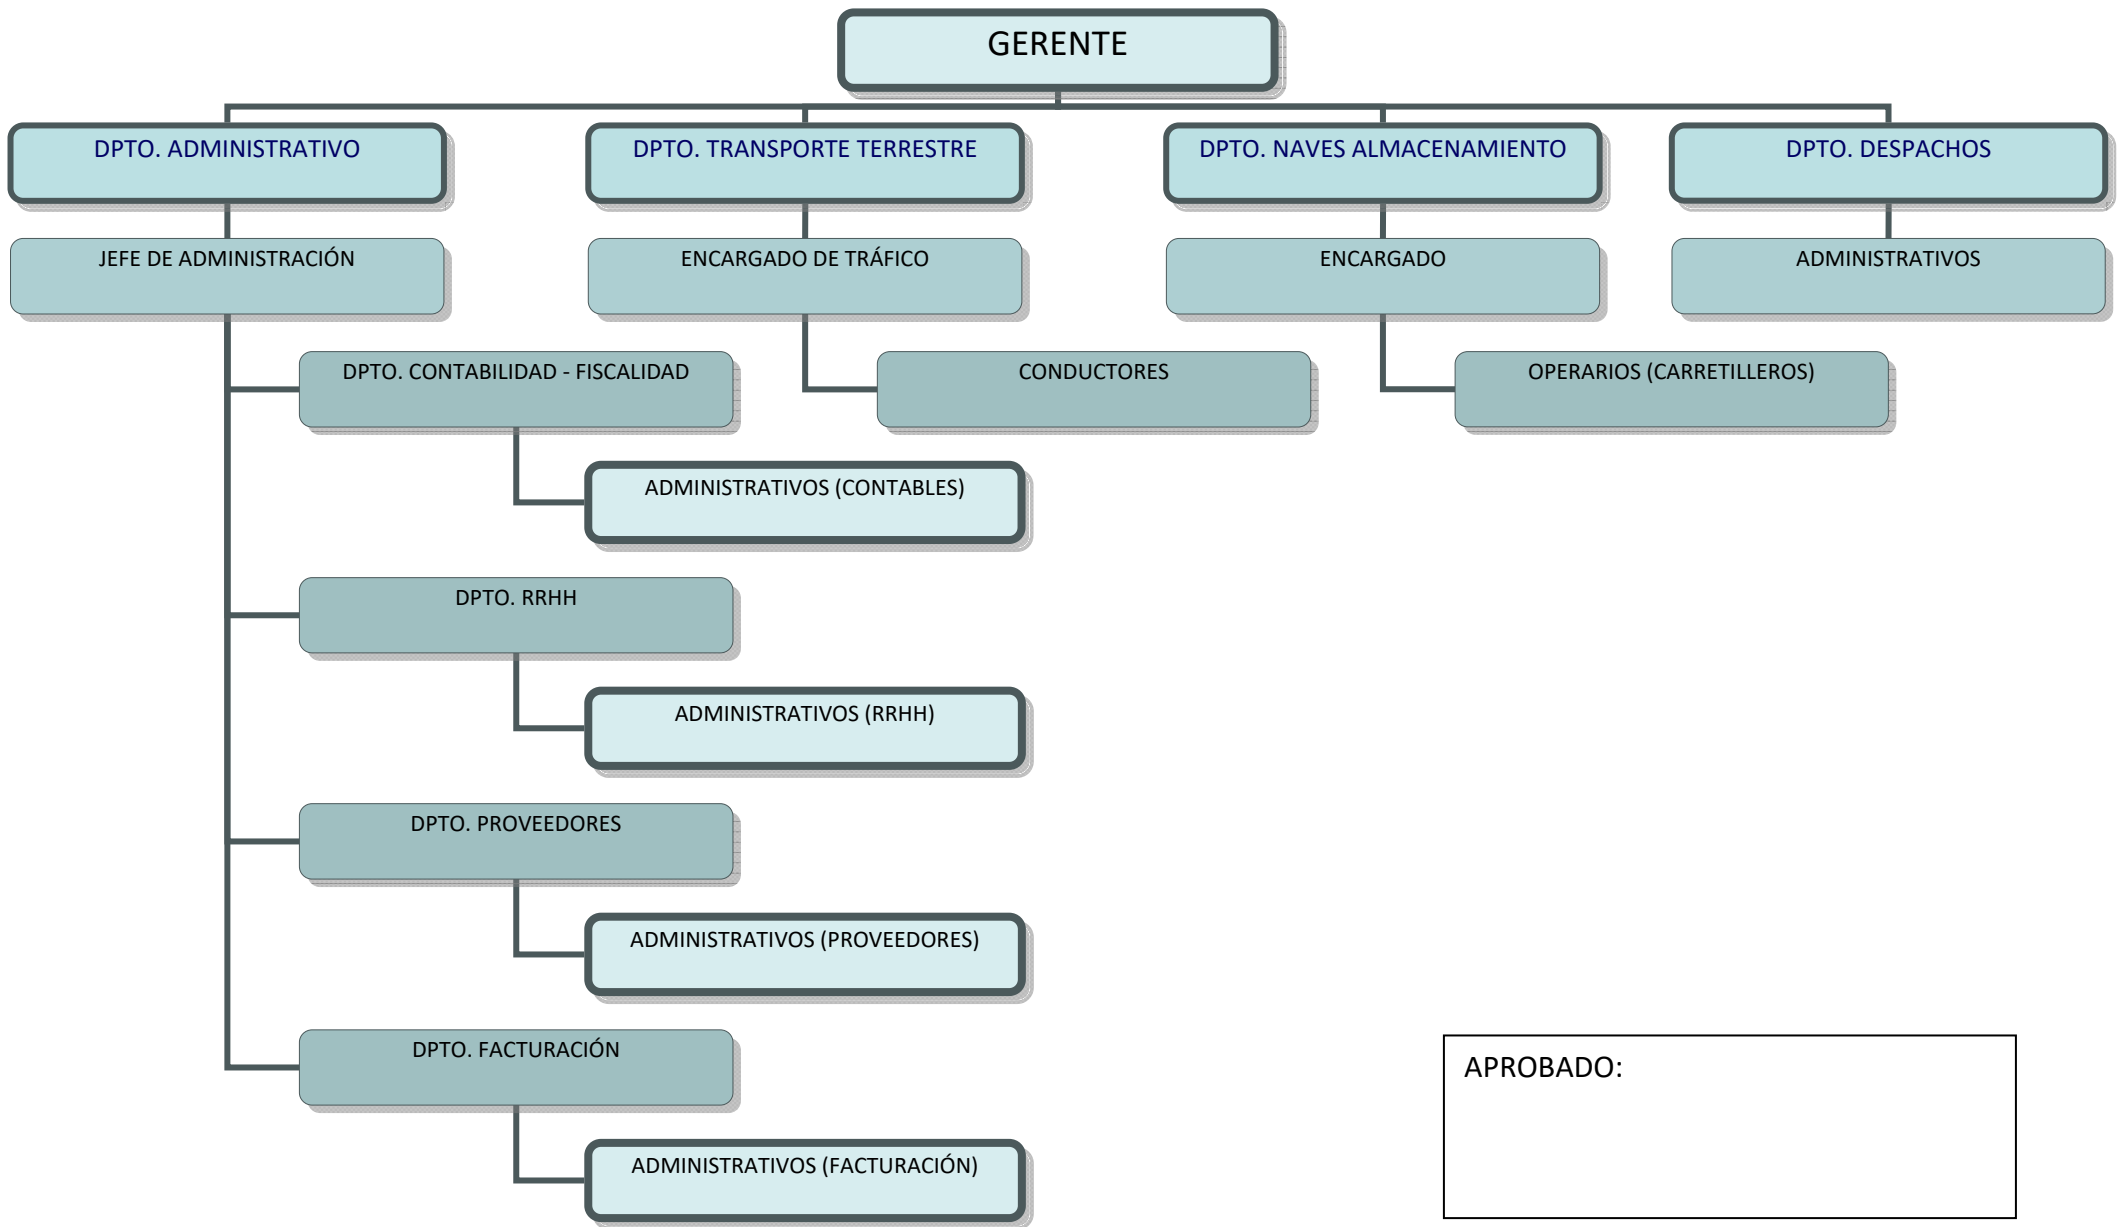 GERENTE
DPTO. ADMINISTRATIVO
DPTO. TRANSPORTE TERRESTRE
DPTO. NAVES ALMACENAMIENTO
DPTO. DESPACHOS
JEFE DE ADMINISTRACIÓN
ENCARGADO DE TRÁFICO
ENCARGADO
ADMINISTRATIVOS
DPTO. CONTABILIDAD - FISCALIDAD
CONDUCTORES
OPERARIOS (CARRETILLEROS)
ADMINISTRATIVOS (CONTABLES)
DPTO. RRHH
ADMINISTRATIVOS (RRHH)
DPTO. PROVEEDORES
ADMINISTRATIVOS (PROVEEDORES)
DPTO. FACTURACIÓN
ADMINISTRATIVOS (FACTURACIÓN)
APROBADO: